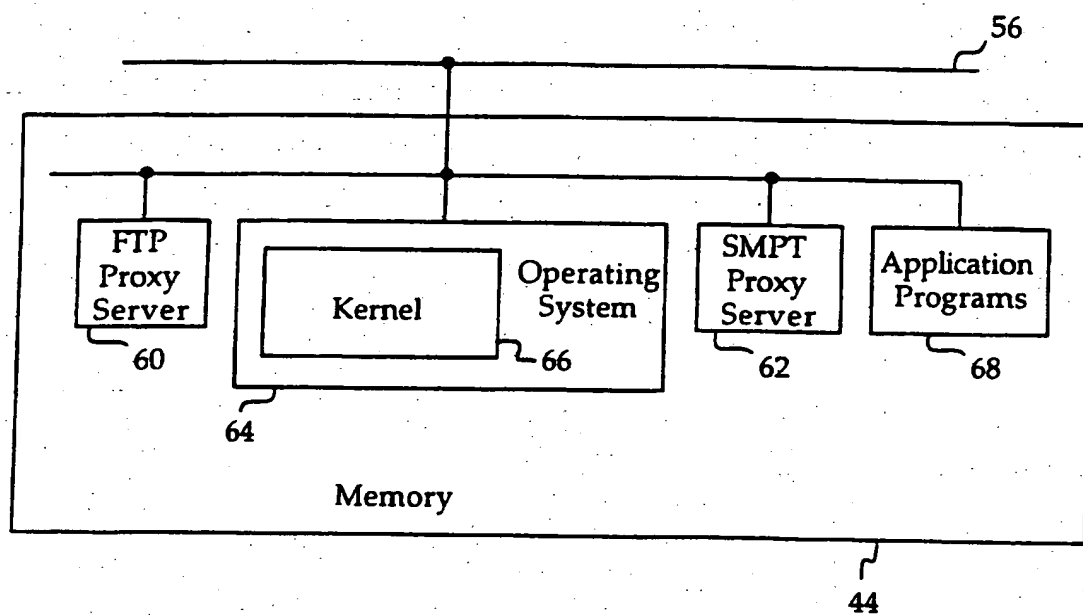 56
FTP
Proxy
Server
60
Kernel
66
Operating
System
64
SMPT
Proxy
Server
62
Application
Programs
68
Memory
44